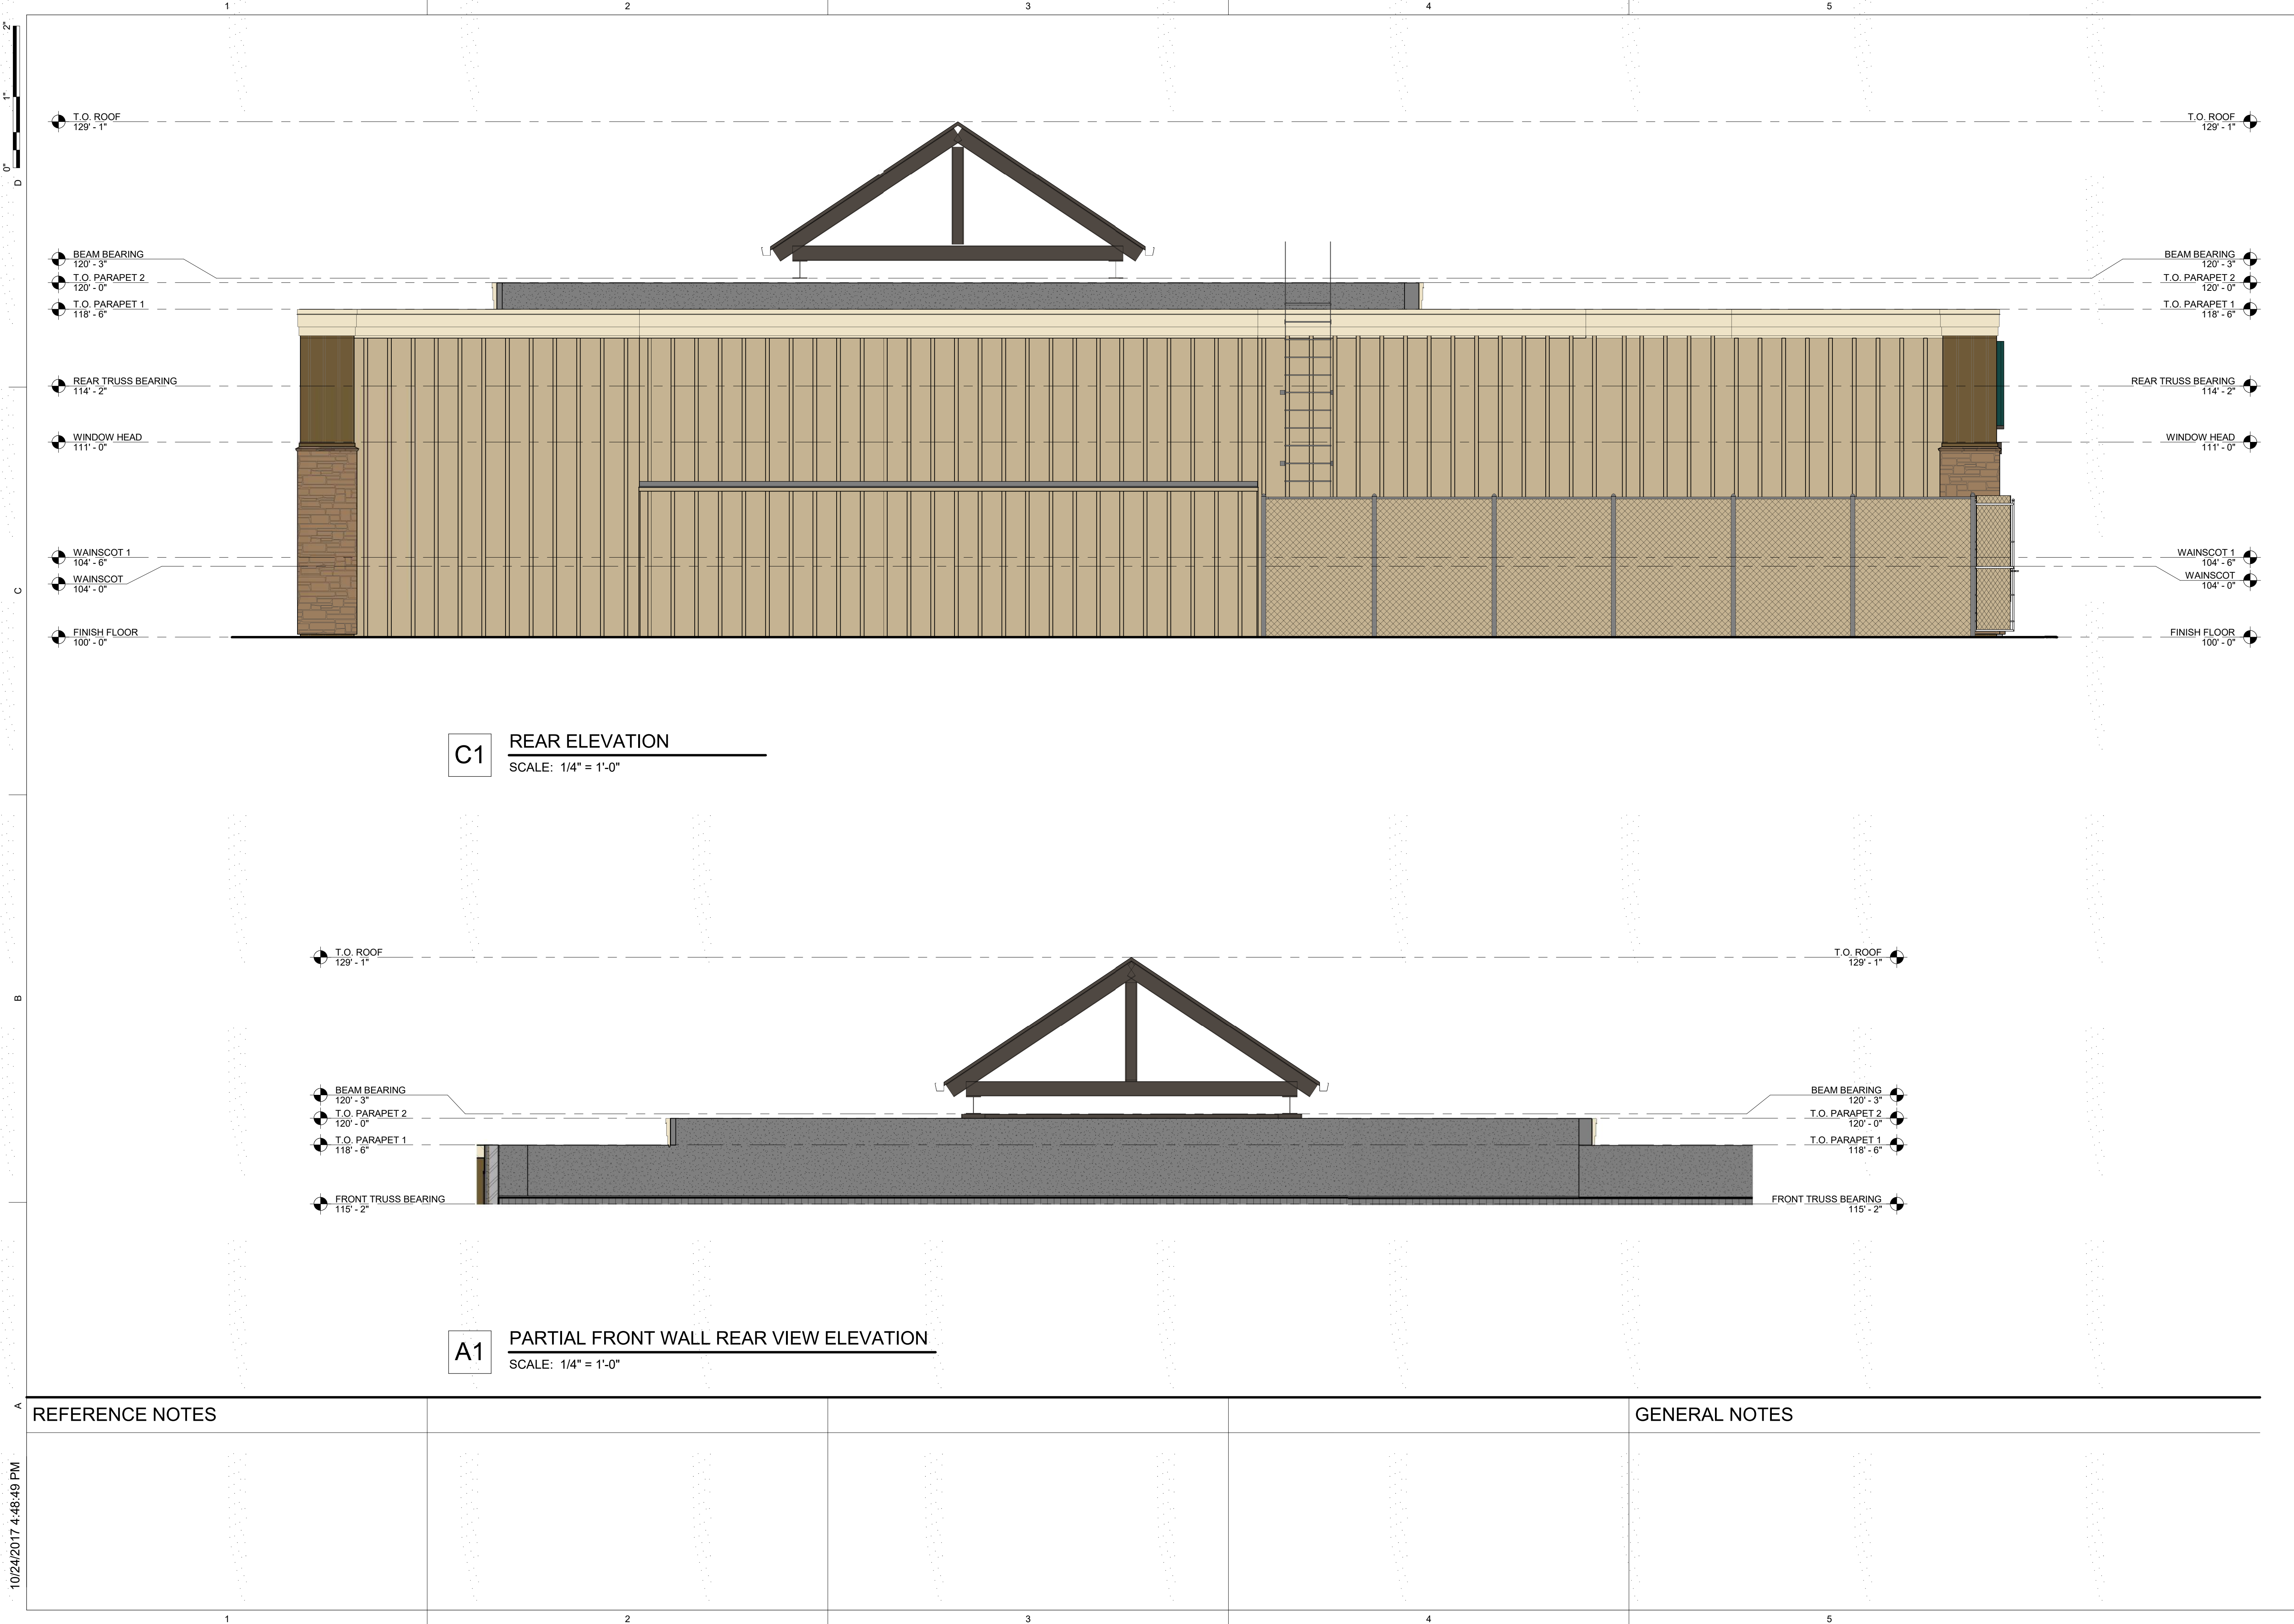 1 2 3 4 5
2"
1"
0"
D
C
B
A
T.O. ROOF
129' - 1"
BEAM BEARING
120' - 3"
T.O. PARAPET 2
120' - 0"
T.O. PARAPET 1
118' - 6"
REAR TRUSS BEARING
114' - 2"
WINDOW HEAD
111' - 0"
WAINSCOT 1
104' - 6"
WAINSCOT
104' - 0"
FINISH FLOOR
100' - 0"
T.O. ROOF
129' - 1"
BEAM BEARING
120' - 3"
T.O. PARAPET 2
120' - 0"
T.O. PARAPET 1
118' - 6"
REAR TRUSS BEARING
114' - 2"
WINDOW HEAD
111' - 0"
WAINSCOT 1
104' - 6"
WAINSCOT
104' - 0"
FINISH FLOOR
100' - 0"
C1
REAR ELEVATION
SCALE: 1/4" = 1'-0"
T.O. ROOF
129' - 1"
BEAM BEARING
120' - 3"
T.O. PARAPET 2
120' - 0"
T.O. PARAPET 1
118' - 6"
FRONT TRUSS BEARING
115' - 2"
T.O. ROOF
129' - 1"
BEAM BEARING
120' - 3"
T.O. PARAPET 2
120' - 0"
T.O. PARAPET 1
118' - 6"
FRONT TRUSS BEARING
115' - 2"
A1
PARTIAL FRONT WALL REAR VIEW ELEVATION
SCALE: 1/4" = 1'-0"
REFERENCE NOTES
GENERAL NOTES
10/24/2017 4:48:49 PM
1 2 3 4 5